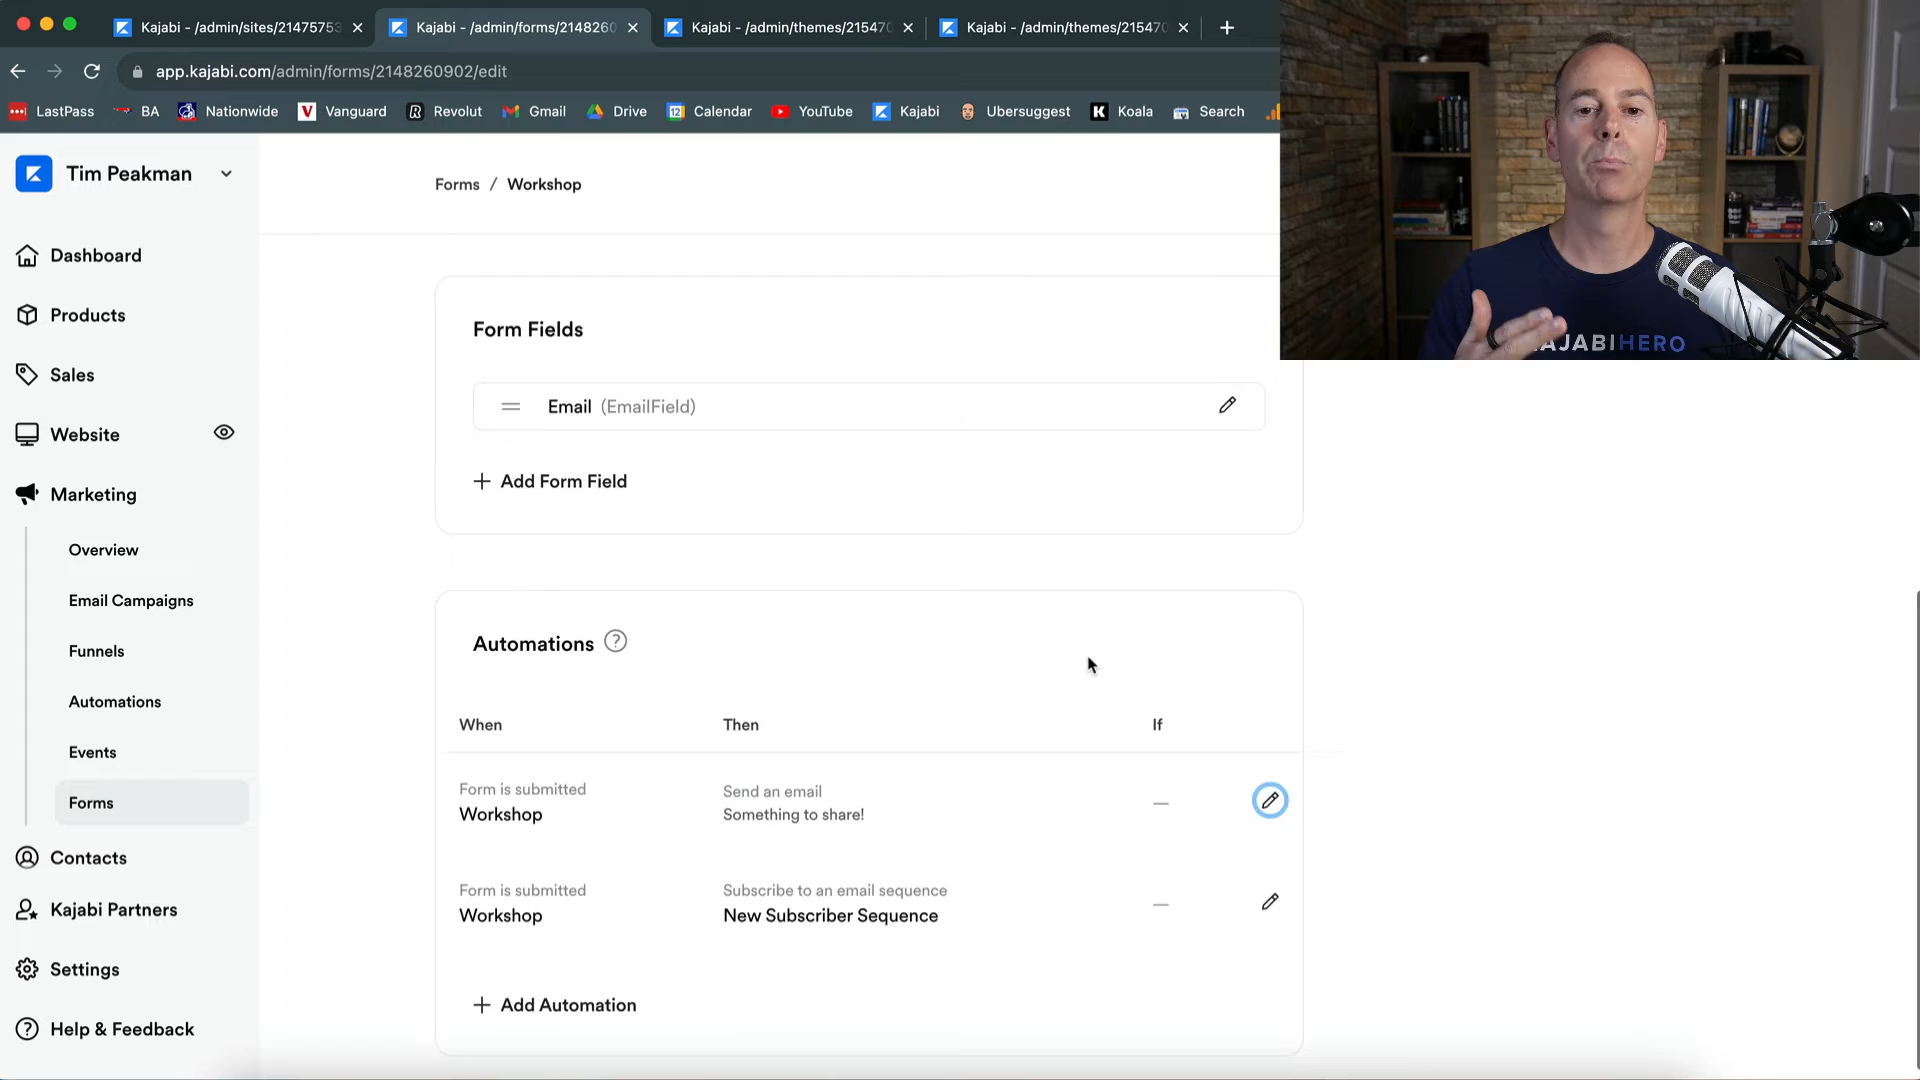 Kajabi - /admin/sites/21475753
Kajabi - /admin/forms/2148260
Kajabi - /admin/themes/215470
Kajabi - /admin/themes/215470
app.kajabi.com/admin/forms/2148260902/edit
LastPass
BA
Nationwide
Vanguard
Revolut
Gmail
Drive
Calendar
YouTube
Kajabi
Ubersuggest
Koala
Search
Tim Peakman
Dashboard
Products
Sales
Website
Marketing
Overview
Email Campaigns
Funnels
Automations
Events
Forms
Contacts
Kajabi Partners
Settings
Help & Feedback
Forms / Workshop
Form Fields
Email (EmailField)
Add Form Field
Automations ?
When Then If
Form is submitted
Workshop
Send an email
Something to share!
—
Form is submitted
Workshop
Subscribe to an email sequence
New Subscriber Sequence
—
Add Automation
AJABIHERO